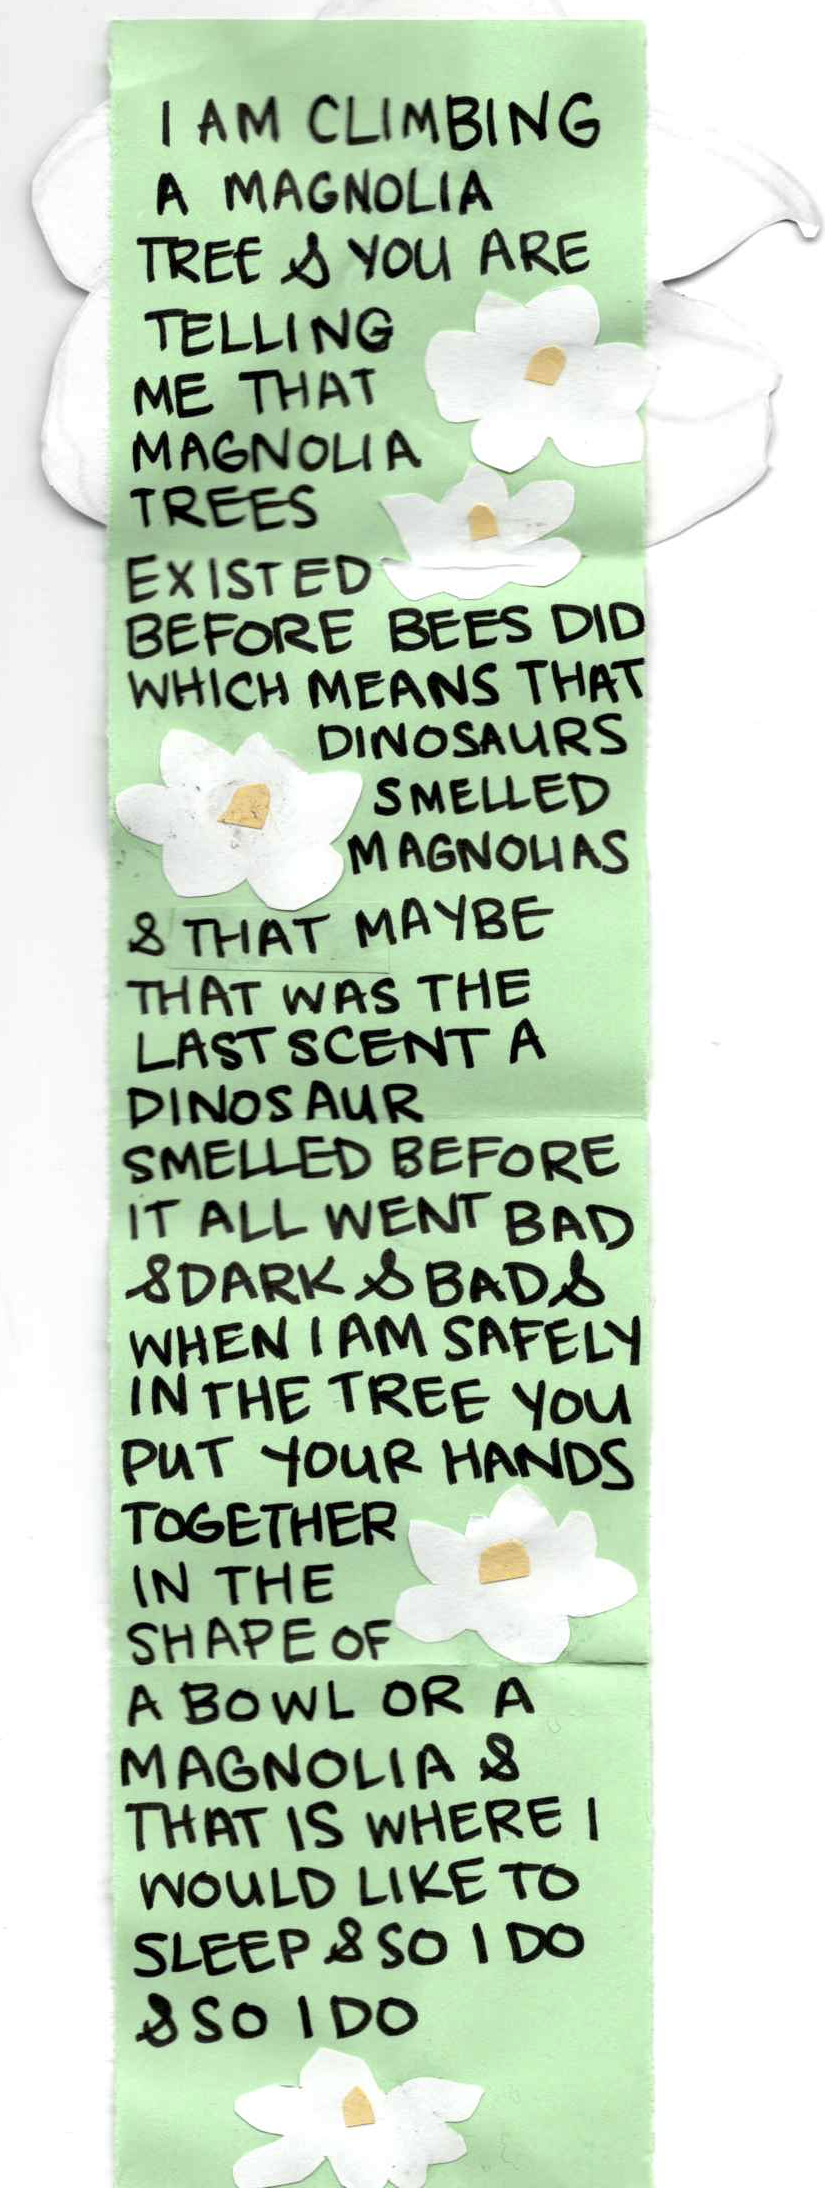 I AM CLIMBING
A MAGNOLIA
TREE & YOU ARE
TELLING
ME THAT
MAGNOLIA
TREES
EXISTED
BEFORE BEES DID
WHICH MEANS THAT
DINOSAURS
SMELLED
MAGNOLIAS
& THAT MAYBE
THAT WAS THE
LAST SCENT A
DINOSAUR
SMELLED BEFORE
IT ALL WENT BAD
& DARK & BAD &
WHEN I AM SAFELY
IN THE TREE YOU
PUT YOUR HANDS
TOGETHER
IN THE
SHAPE OF
A BOWL OR A
MAGNOLIA &
THAT IS WHERE I
WOULD LIKE TO
SLEEP & SO I DO
& SO I DO